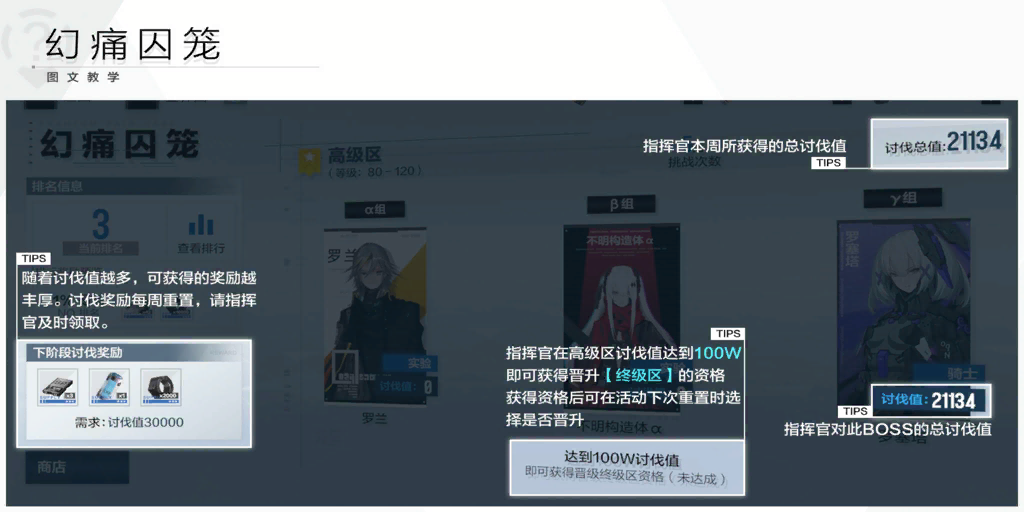 幻痛囚笼
图文教学
幻痛囚笼
高级区
(等级：80-120)
挑战次数
指挥官本周所获得的总讨伐值
TIPS
讨伐总值:21134
排名信息
3
当前排名
查看排行
α组
β组
γ组
罗兰
不明构造体α
罗塞塔
TIPS
随着讨伐值越多，可获得的奖励越
丰厚。讨伐奖励每周重置，请指挥
官及时领取。
下阶段讨伐奖励
x3
x1
x2000
需求:讨伐值30000
商店
实验
讨伐值: 0
罗兰
TIPS
指挥官在高级区讨伐值达到100W
即可获得晋升【终级区】的资格
获得资格后可在活动下次重置时选
择是否晋升
不明构造体α
达到100W讨伐值
即可获得晋级终级区资格（未达成）
骑士
讨伐值: 21134
TIPS
指挥官对此BOSS的总讨伐值
罗塞塔